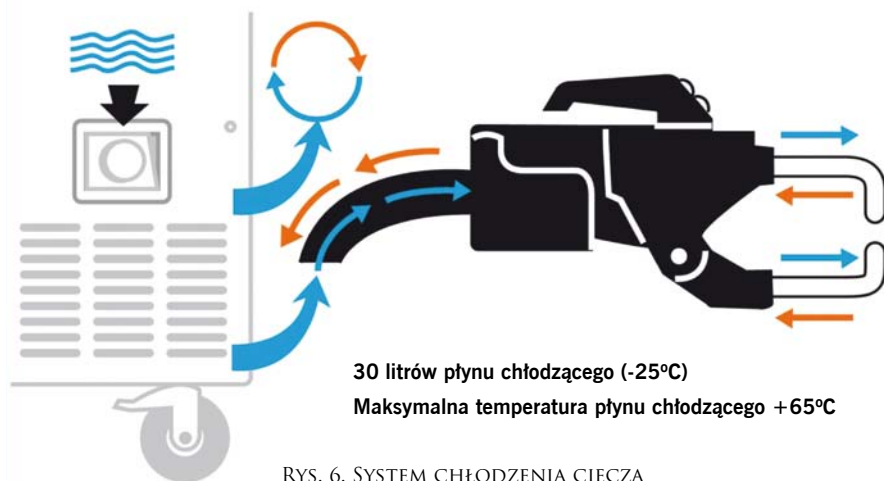 30 litrów płynu chłodzącego (-25ºC)
Maksymalna temperatura płynu chłodzącego +65ºC
RYS. 6. SYSTEM CHŁODZENIA CIECZĄ